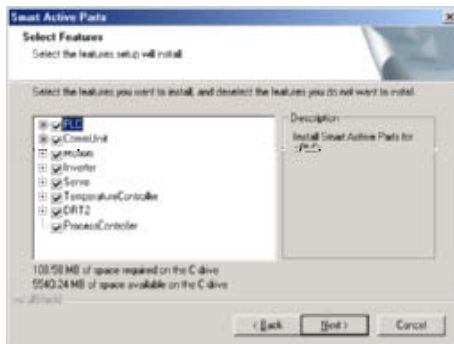 Smart Active Parts
Select Features
Select the features setup will install.
Select the features you want to install, and deselect the features you do not want to install.
PLC
CommUnit
Motion
Inverter
Servo
TemperatureController
DRT2
ProcessController
Description
Install Smart Active Parts for
PLC
108.58 MB of space required on the C drive
5540.24 MB of space available on the C drive
< Back
Next >
Cancel